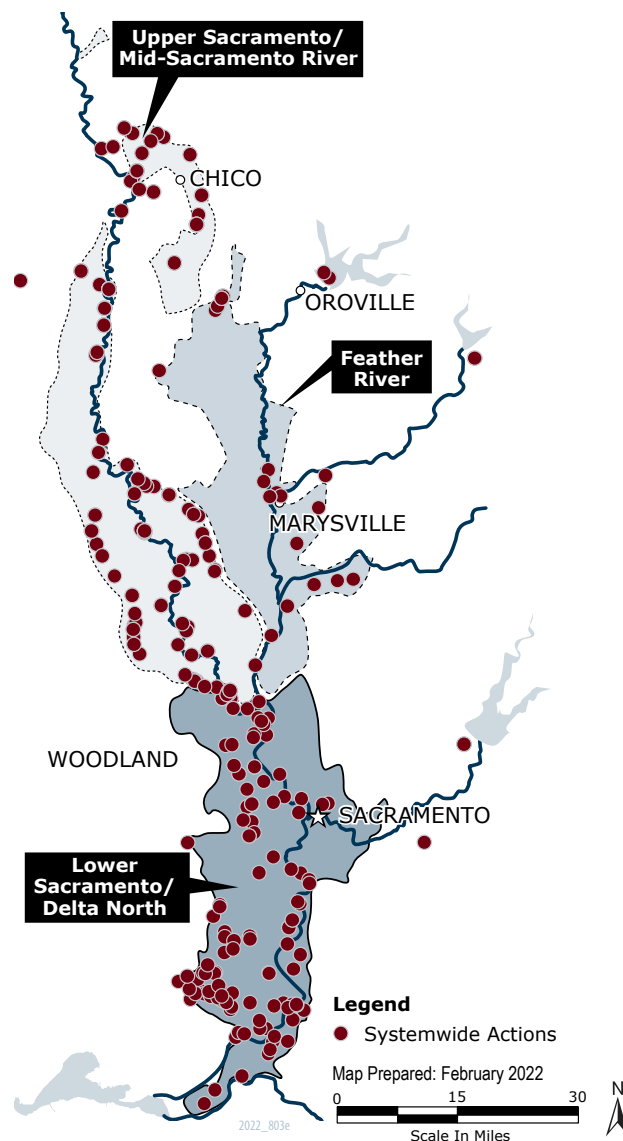 Upper Sacramento/
Mid-Sacramento River
CHICO
OROVILLE
Feather
River
MARYSVILLE
WOODLAND
SACRAMENTO
Lower
Sacramento/
Delta North
Legend
Systemwide Actions
Map Prepared: February 2022
N
0 15 30
Scale In Miles
2022_803e